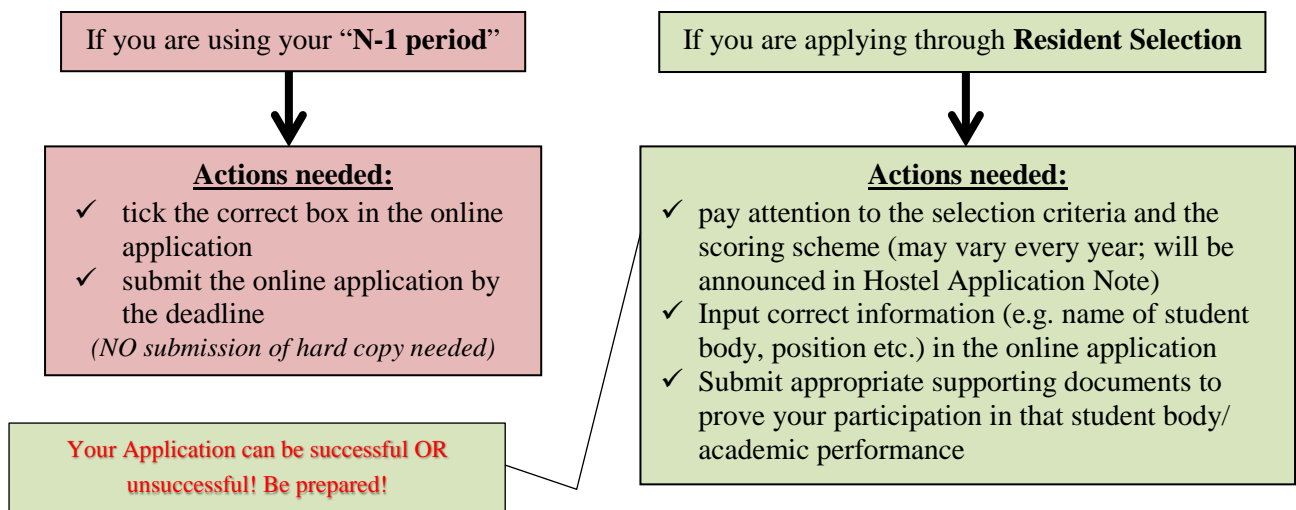 If you are using your “N-1 period”
Actions needed:
✓ tick the correct box in the online
application
✓ submit the online application by
the deadline
(NO submission of hard copy needed)
If you are applying through Resident Selection
Actions needed:
✓ pay attention to the selection criteria and the
scoring scheme (may vary every year; will be
announced in Hostel Application Note)
✓ Input correct information (e.g. name of student
body, position etc.) in the online application
✓ Submit appropriate supporting documents to
prove your participation in that student body/
academic performance
Your Application can be successful OR
unsuccessful! Be prepared!